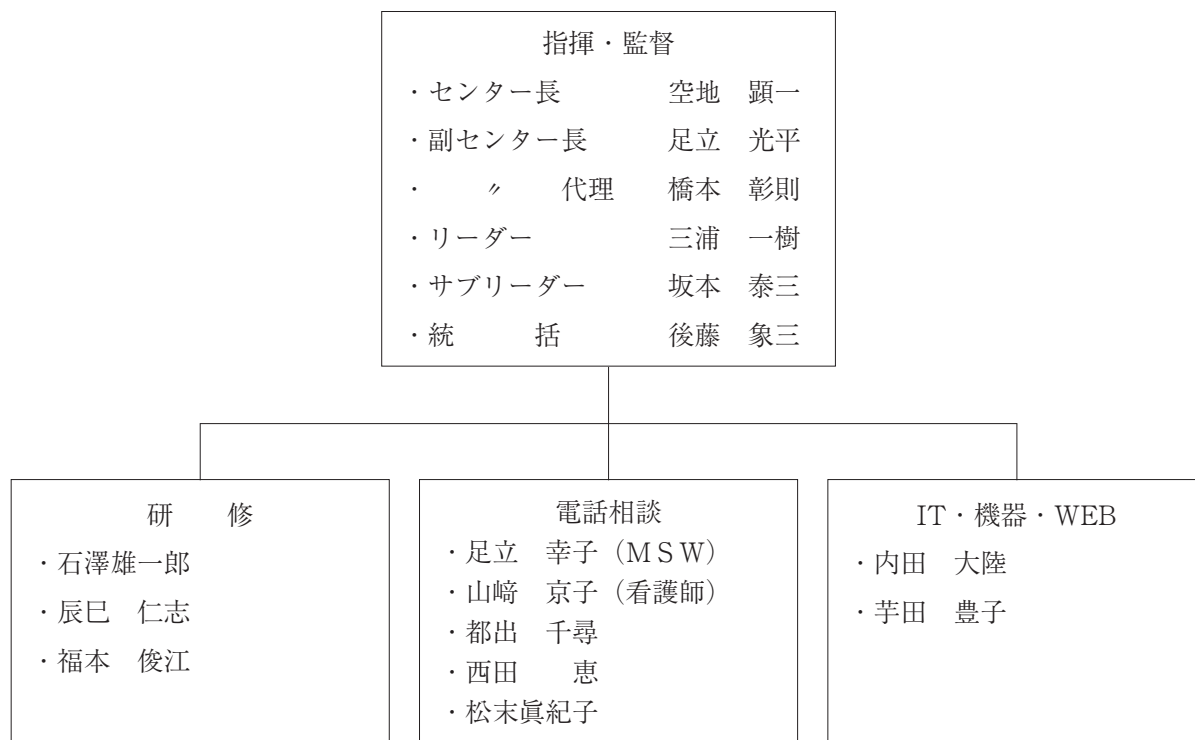 指揮・監督
・センター長　　　空地　顕一
・副センター長　　足立　光平
・　　〃　　代理　橋本　彰則
・リーダー　　　　三浦　一樹
・サブリーダー　　坂本　泰三
・統　　　括　　　後藤　象三
研　　修
・石澤雄一郎
・辰巳　仁志
・福本　俊江
電話相談
・足立　幸子（ＭＳＷ）
・山﨑　京子（看護師）
・都出　千尋
・西田　　恵
・松末眞紀子
IT・機器・WEB
・内田　大陸
・芋田　豊子